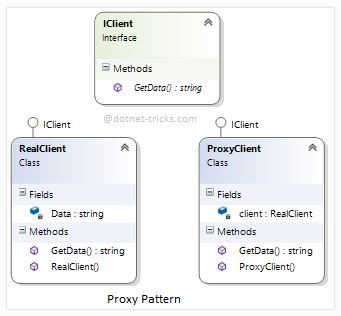 IClient
Interface
Methods
GetData() : string
@dotnet-tricks.com
IClient
IClient
RealClient
Class
Fields
Data : string
Methods
GetData() : string
RealClient()
ProxyClient
Class
Fields
client : RealClient
Methods
GetData() : string
ProxyClient()
Proxy Pattern